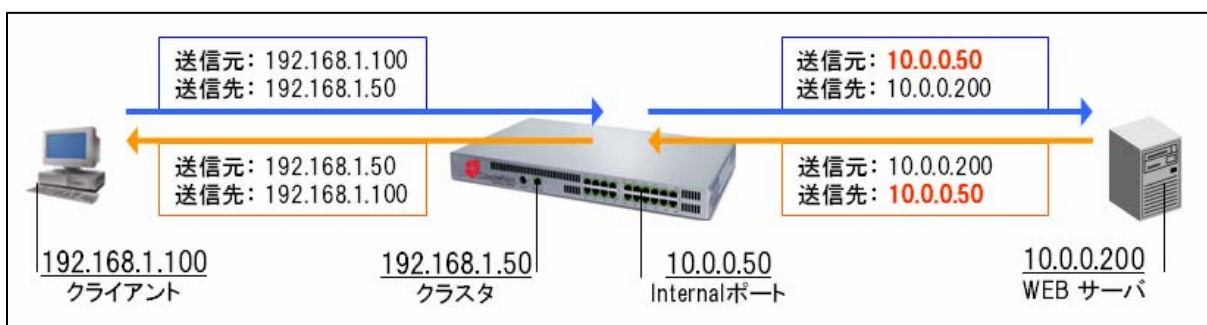 送信元: 192.168.1.100
送信先: 192.168.1.50
送信元: 10.0.0.50
送信先: 10.0.0.200
送信元: 192.168.1.50
送信先: 192.168.1.100
送信元: 10.0.0.200
送信先: 10.0.0.50
192.168.1.100
クライアント
192.168.1.50
クラスタ
10.0.0.50
Internalポート
10.0.0.200
WEB サーバ